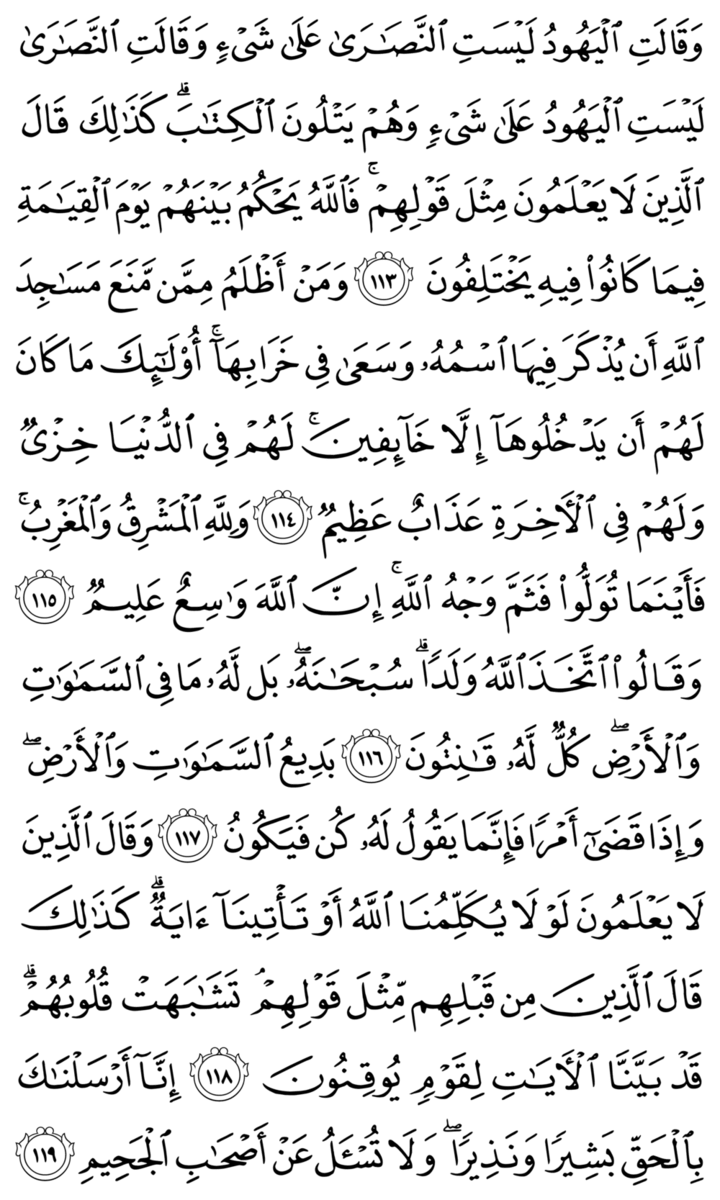 وَقَالَتِ ٱلْيَهُودُ لَيْسَتِ ٱلنَّصَـٰرَىٰ عَلَىٰ شَىْءٍ وَقَالَتِ ٱلنَّصَـٰرَىٰ
لَيْسَتِ ٱلْيَهُودُ عَلَىٰ شَىْءٍ وَهُمْ يَتْلُونَ ٱلْكِتَـٰبَ ۗ كَذَٰلِكَ قَالَ
ٱلَّذِينَ لَا يَعْلَمُونَ مِثْلَ قَوْلِهِمْ ۚ فَٱللَّهُ يَحْكُمُ بَيْنَهُمْ يَوْمَ ٱلْقِيَـٰمَةِ
فِيمَا كَانُوا۟ فِيهِ يَخْتَلِفُونَ ١١٣ وَمَنْ أَظْلَمُ مِمَّن مَّنَعَ مَسَـٰجِدَ
ٱللَّهِ أَن يُذْكَرَ فِيهَا ٱسْمُهُۥ وَسَعَىٰ فِى خَرَابِهَآ ۚ أُو۟لَـٰٓئِكَ مَا كَانَ
لَهُمْ أَن يَدْخُلُوهَآ إِلَّا خَآئِفِينَ ۚ لَهُمْ فِى ٱلدُّنْيَا خِزْىٌ
وَلَهُمْ فِى ٱلْـَٔاخِرَةِ عَذَابٌ عَظِيمٌ ١١٤ وَلِلَّهِ ٱلْمَشْرِقُ وَٱلْمَغْرِبُ ۚ
فَأَيْنَمَا تُوَلُّوا۟ فَثَمَّ وَجْهُ ٱللَّهِ ۚ إِنَّ ٱللَّهَ وَٰسِعٌ عَلِيمٌ ١١٥
وَقَالُوا۟ ٱتَّخَذَ ٱللَّهُ وَلَدًا ۗ سُبْحَـٰنَهُۥ ۖ بَل لَّهُۥ مَا فِى ٱلسَّمَـٰوَٰتِ
وَٱلْأَرْضِ ۖ كُلٌّ لَّهُۥ قَـٰنِتُونَ ١١٦ بَدِيعُ ٱلسَّمَـٰوَٰتِ وَٱلْأَرْضِ ۖ
وَإِذَا قَضَىٰٓ أَمْرًا فَإِنَّمَا يَقُولُ لَهُۥ كُن فَيَكُونُ ١١٧ وَقَالَ ٱلَّذِينَ
لَا يَعْلَمُونَ لَوْلَا يُكَلِّمُنَا ٱللَّهُ أَوْ تَأْتِينَآ ءَايَةٌ ۗ كَذَٰلِكَ
قَالَ ٱلَّذِينَ مِن قَبْلِهِم مِّثْلَ قَوْلِهِمْ ۘ تَشَـٰبَهَتْ قُلُوبُهُمْ ۗ
قَدْ بَيَّنَّا ٱلْـَٔايَـٰتِ لِقَوْمٍ يُوقِنُونَ ١١٨ إِنَّآ أَرْسَلْنَـٰكَ
بِٱلْحَقِّ بَشِيرًا وَنَذِيرًا ۖ وَلَا تُسْـَٔلُ عَنْ أَصْحَـٰبِ ٱلْجَحِيمِ ١١٩